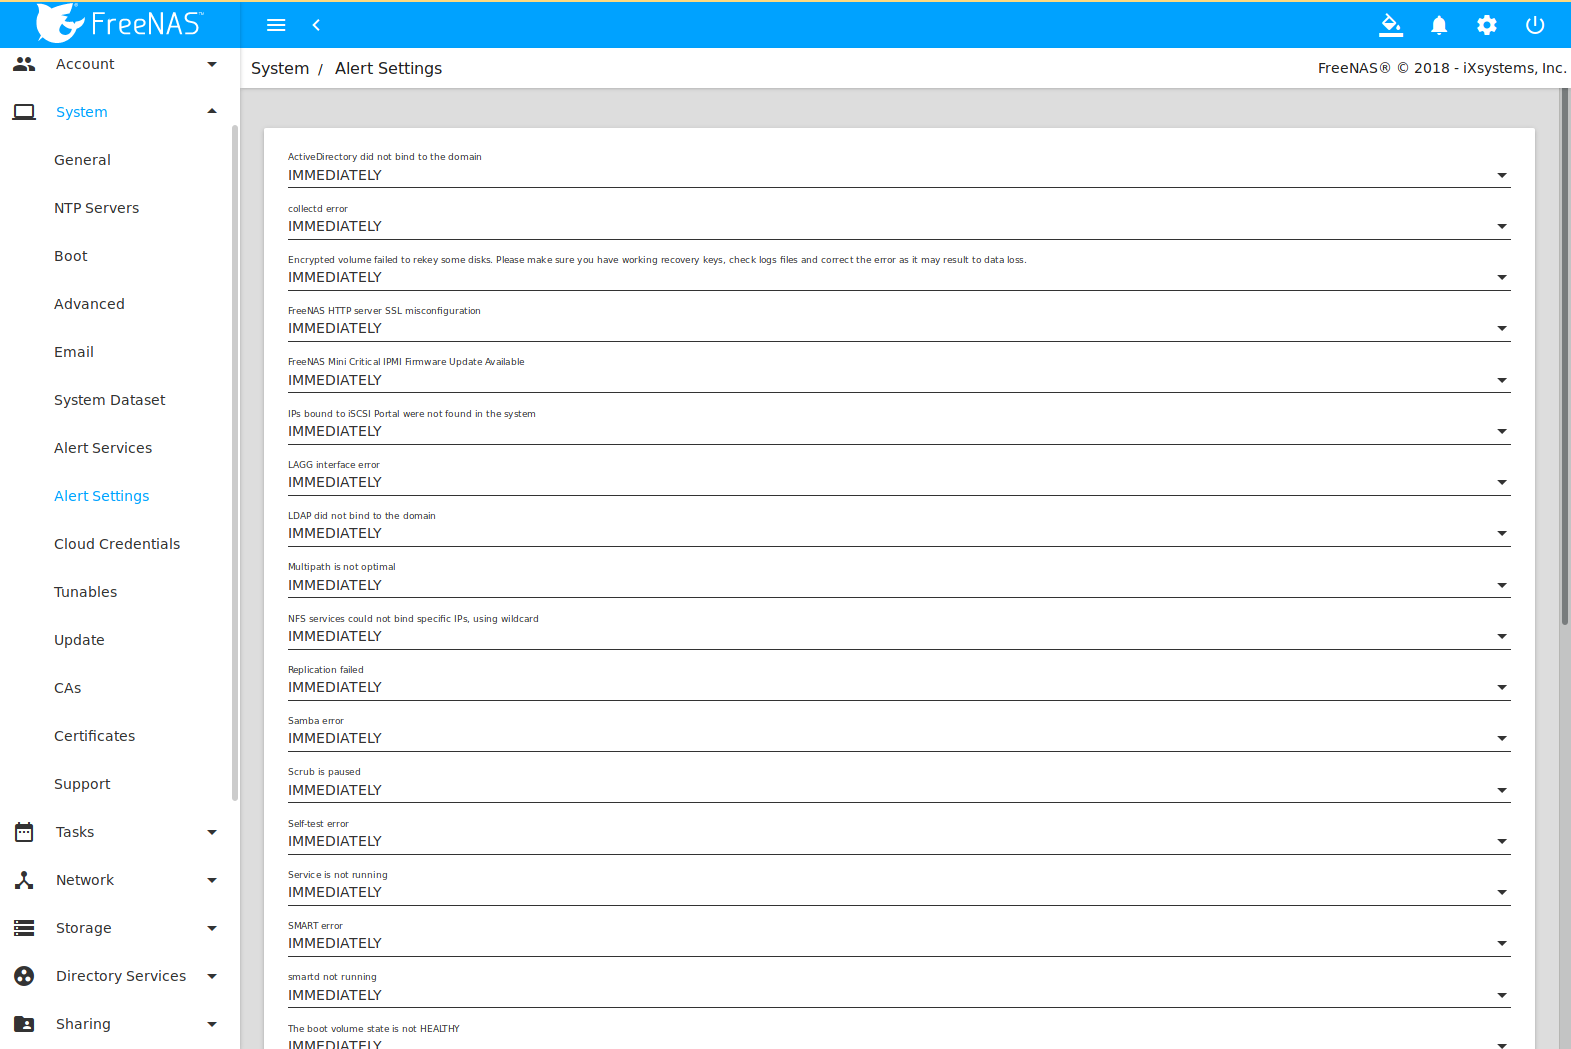 FreeNAS™
Account
System
General
NTP Servers
Boot
Advanced
Email
System Dataset
Alert Services
Alert Settings
Cloud Credentials
Tunables
Update
CAs
Certificates
Support
Tasks
Network
Storage
Directory Services
Sharing
System / Alert Settings
FreeNAS® © 2018 - iXsystems, Inc.
ActiveDirectory did not bind to the domain
IMMEDIATELY
collectd error
IMMEDIATELY
Encrypted volume failed to rekey some disks. Please make sure you have working recovery keys, check logs files and correct the error as it may result to data loss.
IMMEDIATELY
FreeNAS HTTP server SSL misconfiguration
IMMEDIATELY
FreeNAS Mini Critical IPMI Firmware Update Available
IMMEDIATELY
IPs bound to iSCSI Portal were not found in the system
IMMEDIATELY
LAGG interface error
IMMEDIATELY
LDAP did not bind to the domain
IMMEDIATELY
Multipath is not optimal
IMMEDIATELY
NFS services could not bind specific IPs, using wildcard
IMMEDIATELY
Replication failed
IMMEDIATELY
Samba error
IMMEDIATELY
Scrub is paused
IMMEDIATELY
Self-test error
IMMEDIATELY
Service is not running
IMMEDIATELY
SMART error
IMMEDIATELY
smartd not running
IMMEDIATELY
The boot volume state is not HEALTHY
IMMEDIATELY